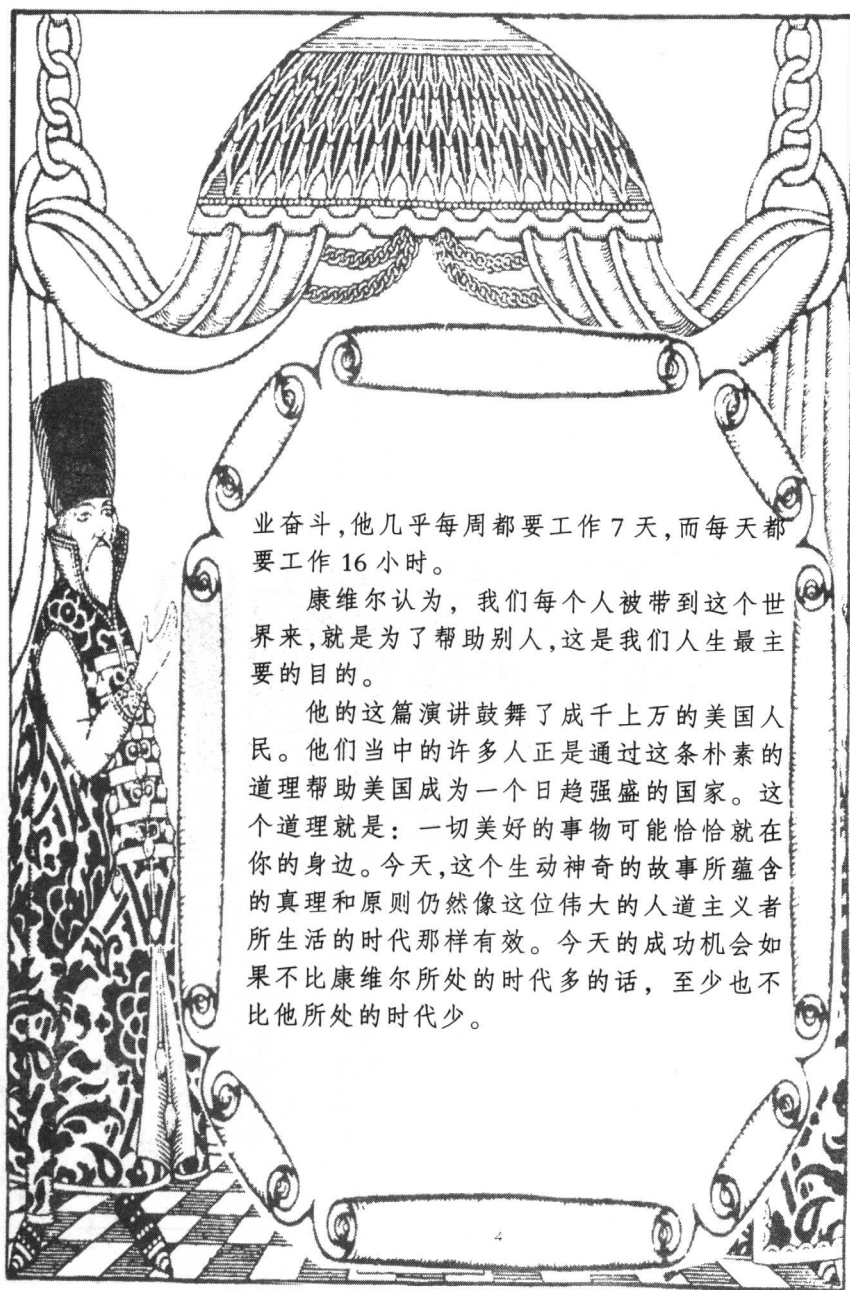 业奋斗,他几乎每周都要工作 7 天,而每天都
要工作 16 小时。
康维尔认为，我们每个人被带到这个世
界来,就是为了帮助别人,这是我们人生最主
要的目的。
他的这篇演讲鼓舞了成千上万的美国人
民。他们当中的许多人正是通过这条朴素的
道理帮助美国成为一个日趋强盛的国家。这
个道理就是：一切美好的事物可能恰恰就在
你的身边。今天,这个生动神奇的故事所蕴含
的真理和原则仍然像这位伟大的人道主义者
所生活的时代那样有效。今天的成功机会如
果不比康维尔所处的时代多的话，至少也不
比他所处的时代少。
4